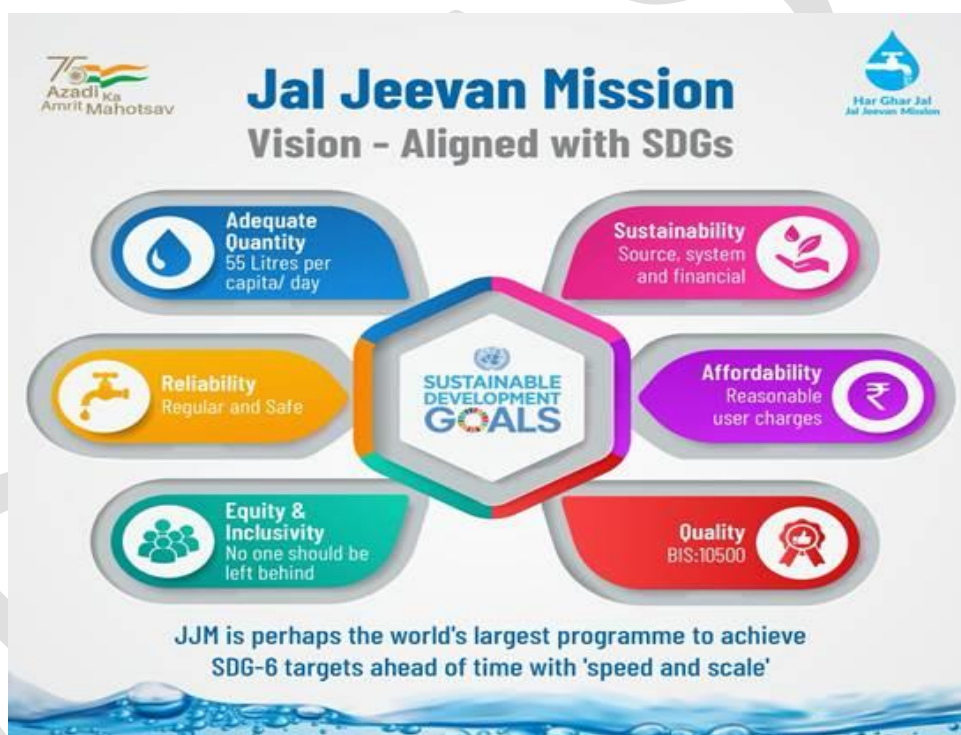 75
Azadi Ka
Amrit Mahotsav
Jal Jeevan Mission
Vision - Aligned with SDGs
Har Ghar Jal
Jal Jeevan Mission
Adequate
Quantity
55 Litres per
capita/ day
Sustainability
Source, system
and financial
Reliability
Regular and Safe
SUSTAINABLE
DEVELOPMENT
GOALS
Affordability
Reasonable
user charges
₹
Equity &
Inclusivity
No one should be
left behind
Quality
BIS:10500
JJM is perhaps the world's largest programme to achieve
SDG-6 targets ahead of time with 'speed and scale'